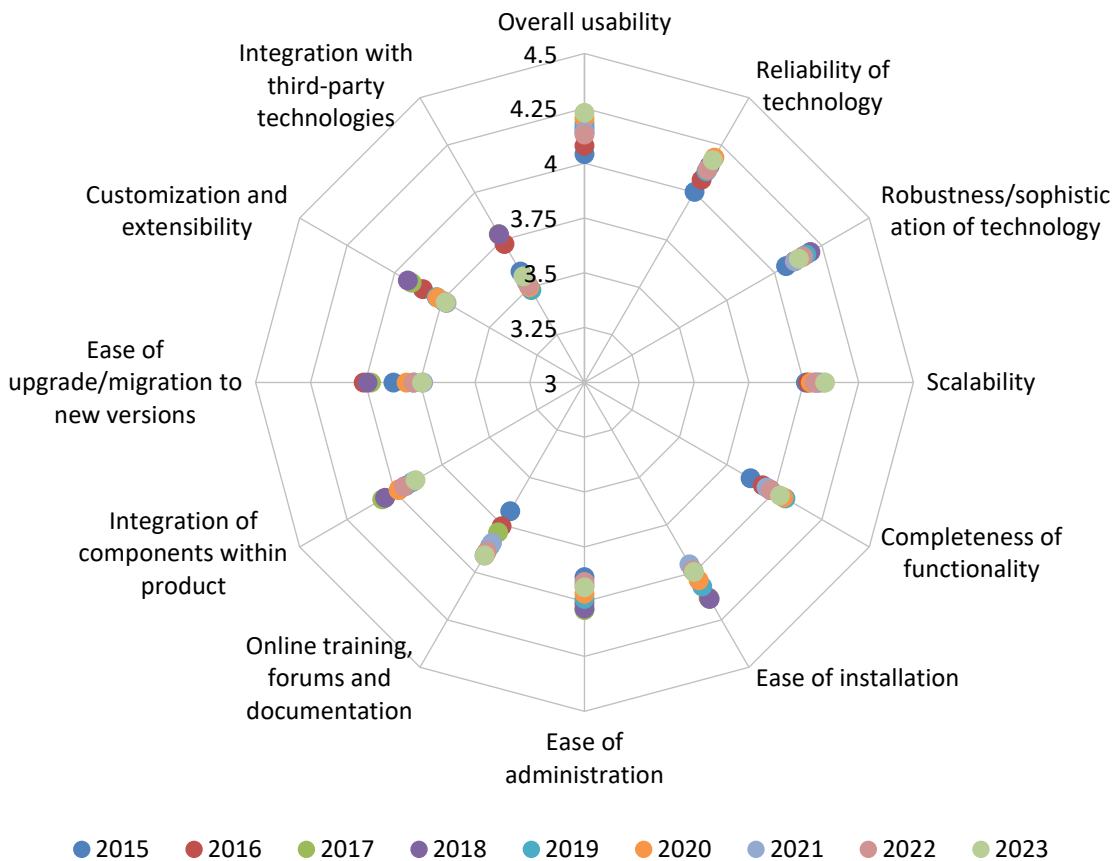 Overall usability
4.5
Integration with
third-party
technologies
Reliability of
technology
4.25
4
Customization and
extensibility
Robustness/sophistic
ation of technology
3.75
3.5
3.25
Ease of
upgrade/migration to
new versions
3
Scalability
Integration of
components within
product
Completeness of
functionality
Online training,
forums and
documentation
Ease of installation
Ease of
administration
2015 2016 2017 2018 2019 2020 2021 2022 2023